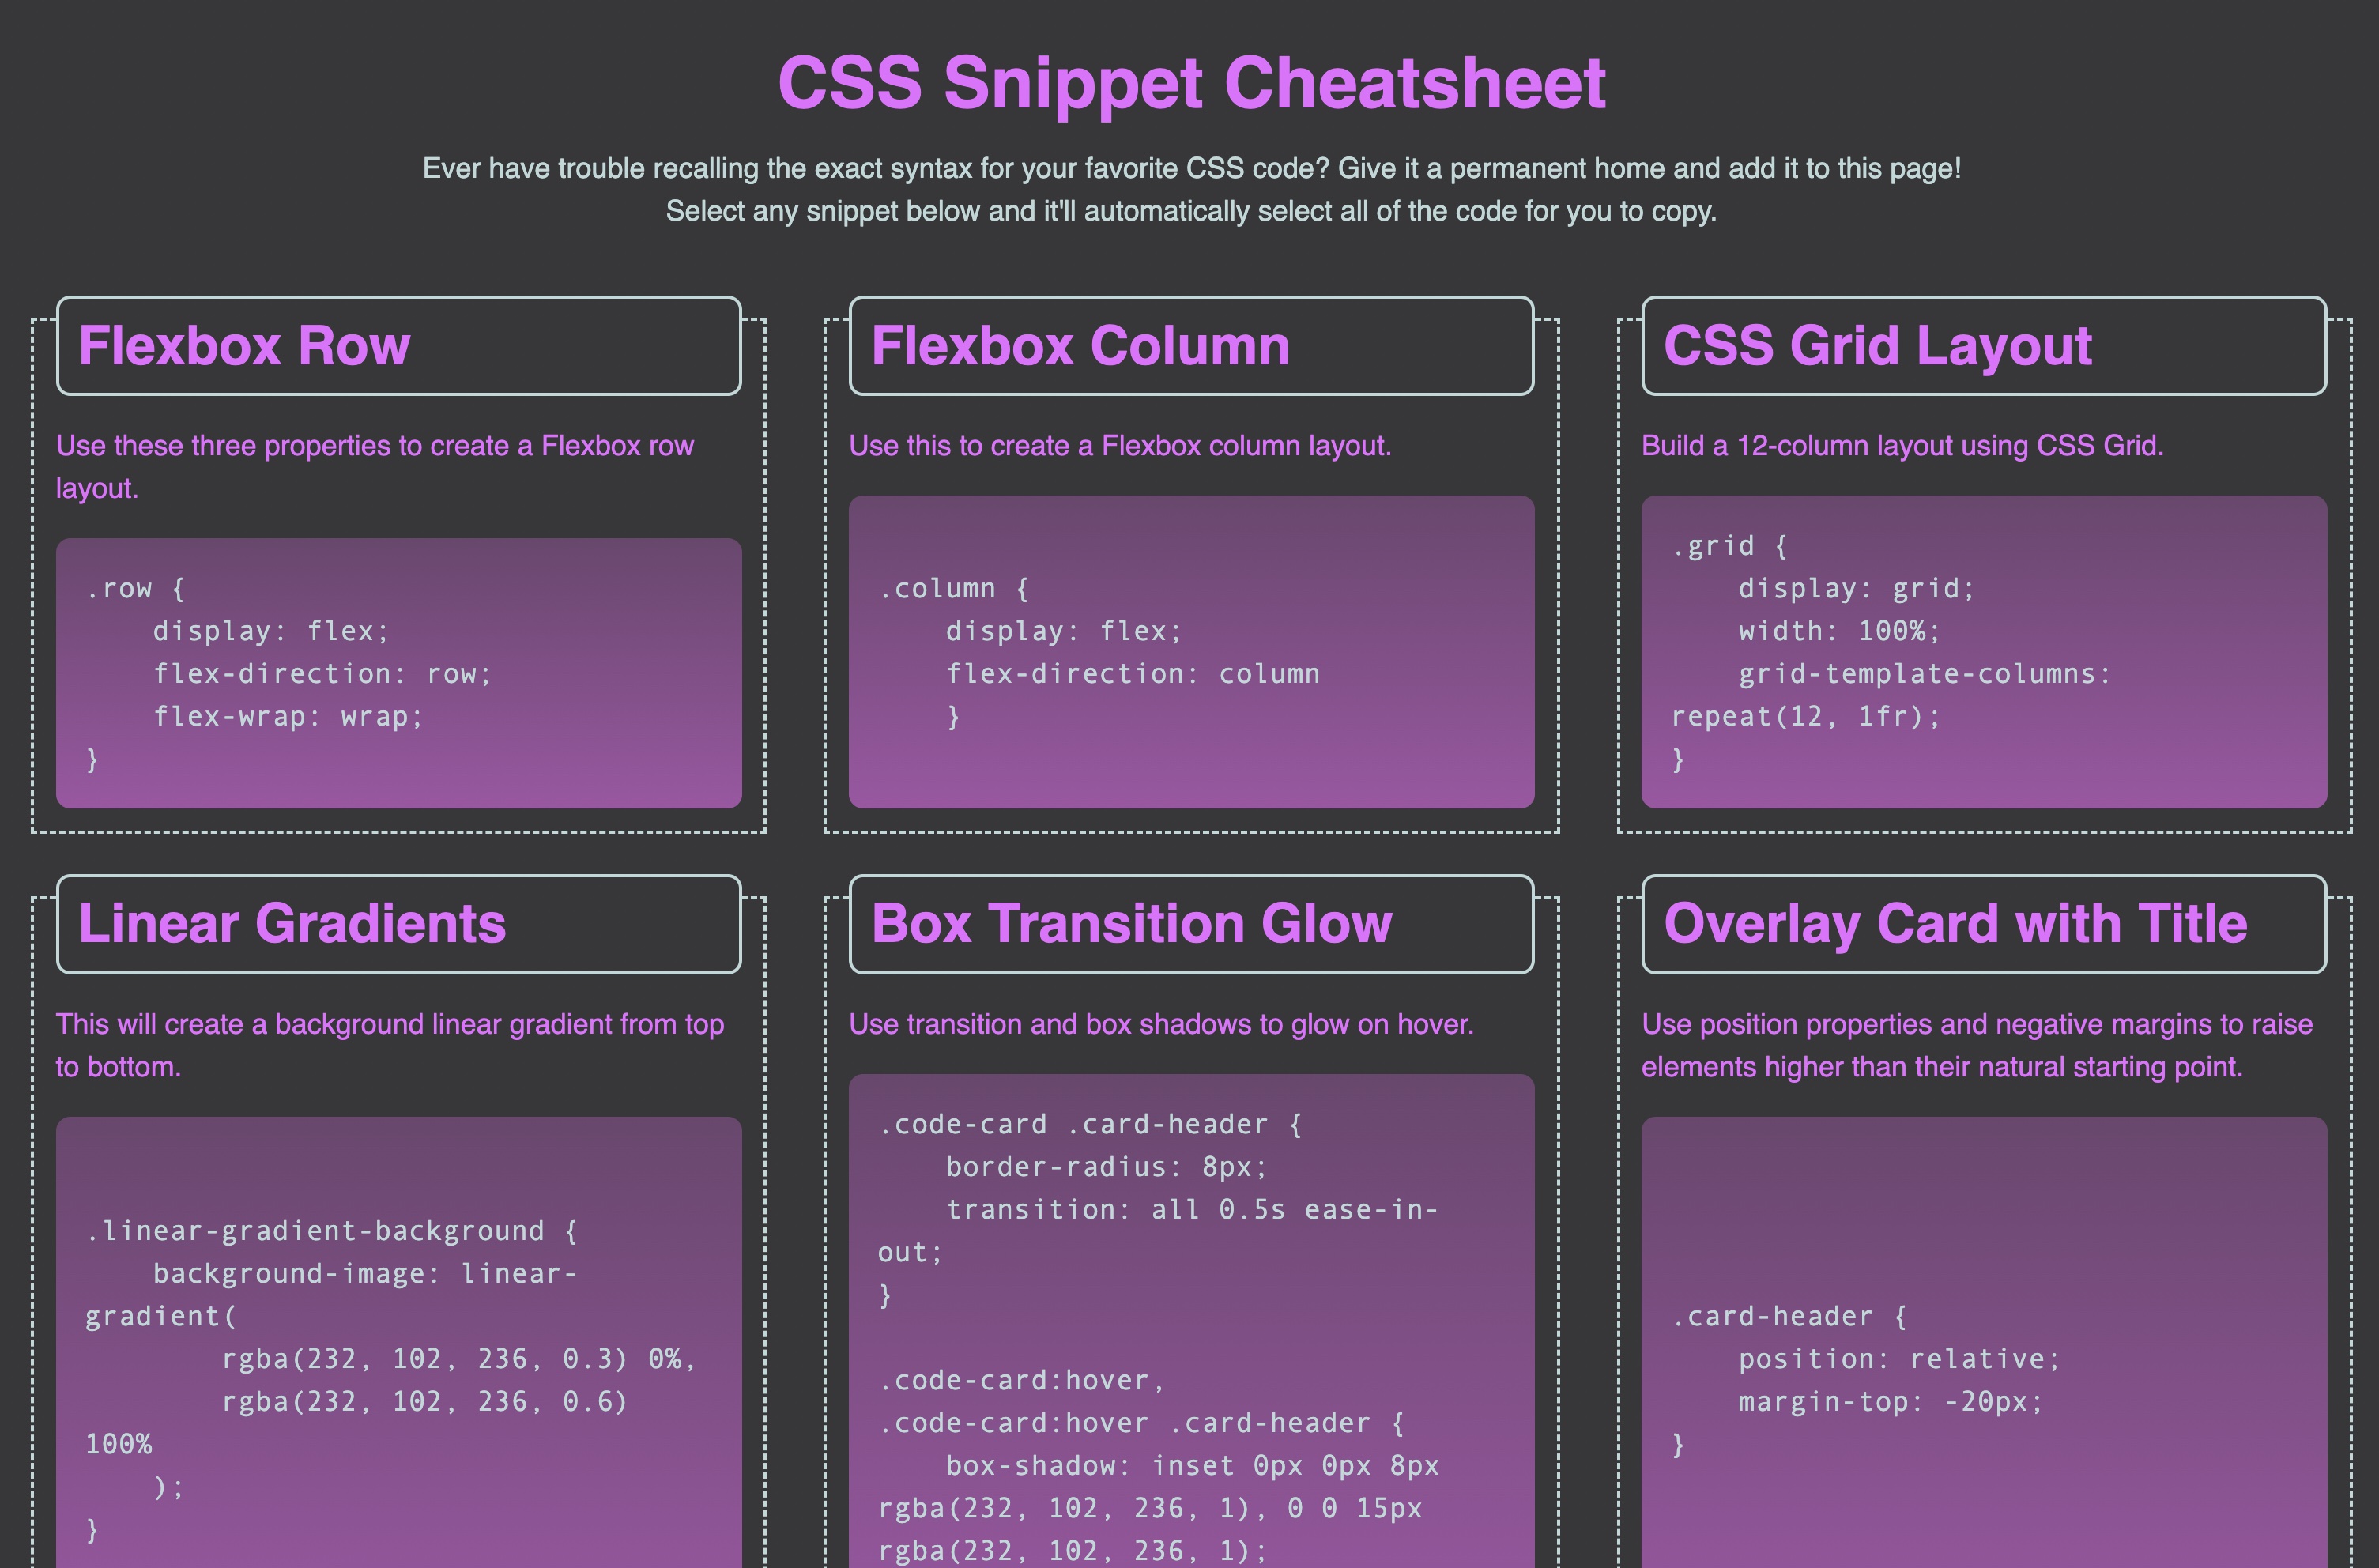 CSS Snippet Cheatsheet
Ever have trouble recalling the exact syntax for your favorite CSS code? Give it a permanent home and add it to this page!
Select any snippet below and it'll automatically select all of the code for you to copy.
Flexbox Row
Use these three properties to create a Flexbox row
layout.
.row {
    display: flex;
    flex-direction: row;
    flex-wrap: wrap;
}
Flexbox Column
Use this to create a Flexbox column layout.
.column {
    display: flex;
    flex-direction: column
    }
CSS Grid Layout
Build a 12-column layout using CSS Grid.
.grid {
    display: grid;
    width: 100%;
    grid-template-columns:
repeat(12, 1fr);
}
Linear Gradients
This will create a background linear gradient from top
to bottom.
.linear-gradient-background {
    background-image: linear-
gradient(
        rgba(232, 102, 236, 0.3) 0%,
        rgba(232, 102, 236, 0.6)
100%
    );
}
Box Transition Glow
Use transition and box shadows to glow on hover.
.code-card .card-header {
    border-radius: 8px;
    transition: all 0.5s ease-in-
out;
}
.code-card:hover,
.code-card:hover .card-header {
    box-shadow: inset 0px 0px 8px
rgba(232, 102, 236, 1), 0 0 15px
rgba(232, 102, 236, 1);
Overlay Card with Title
Use position properties and negative margins to raise
elements higher than their natural starting point.
.card-header {
    position: relative;
    margin-top: -20px;
}